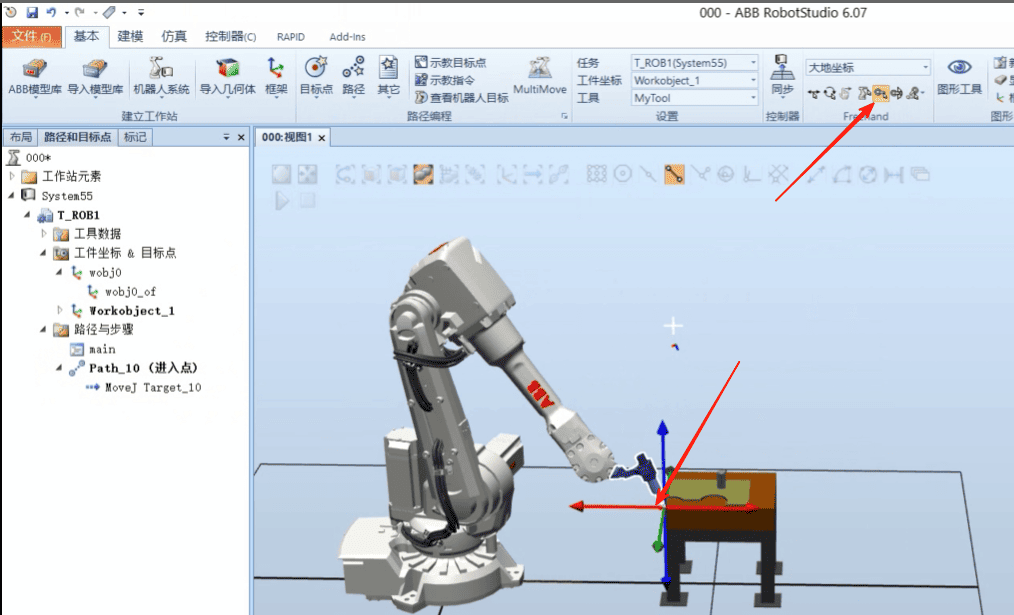 000 - ABB RobotStudio 6.07
文件(F) 基本 建模 仿真 控制器(C) RAPID Add-Ins
ABB模型库 导入模型库 机器人系统 导入几何体 框架
建立工作站
目标点 路径 其它
示教目标点
示教指令
查看机器人目标
MultiMove
路径编程
任务 T_ROB1(System55)
工件坐标 Workobject_1
工具 MyTool
设置
同步
控制器
大地坐标
Freehand
图形工具
图形
布局 路径和目标点 标记
000*
工作站元素
System55
T_ROB1
工具数据
工件坐标 & 目标点
wobj0
wobj0_of
Workobject_1
路径与步骤
main
Path_10 (进入点)
MoveJ Target_10
000:视图1
ABB